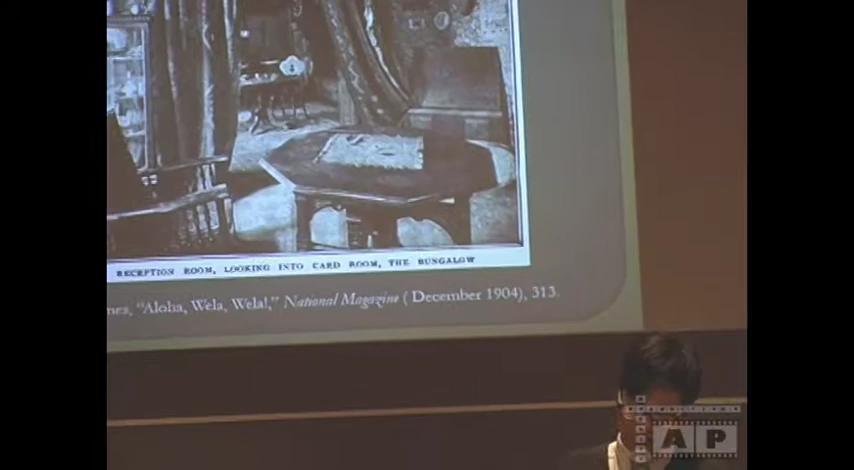 RECEPTION ROOM, LOOKING INTO CARD ROOM, THE BUNGALOW
"Aloha, Wela, Wela!," National Magazine (December 1904), 313.
AP